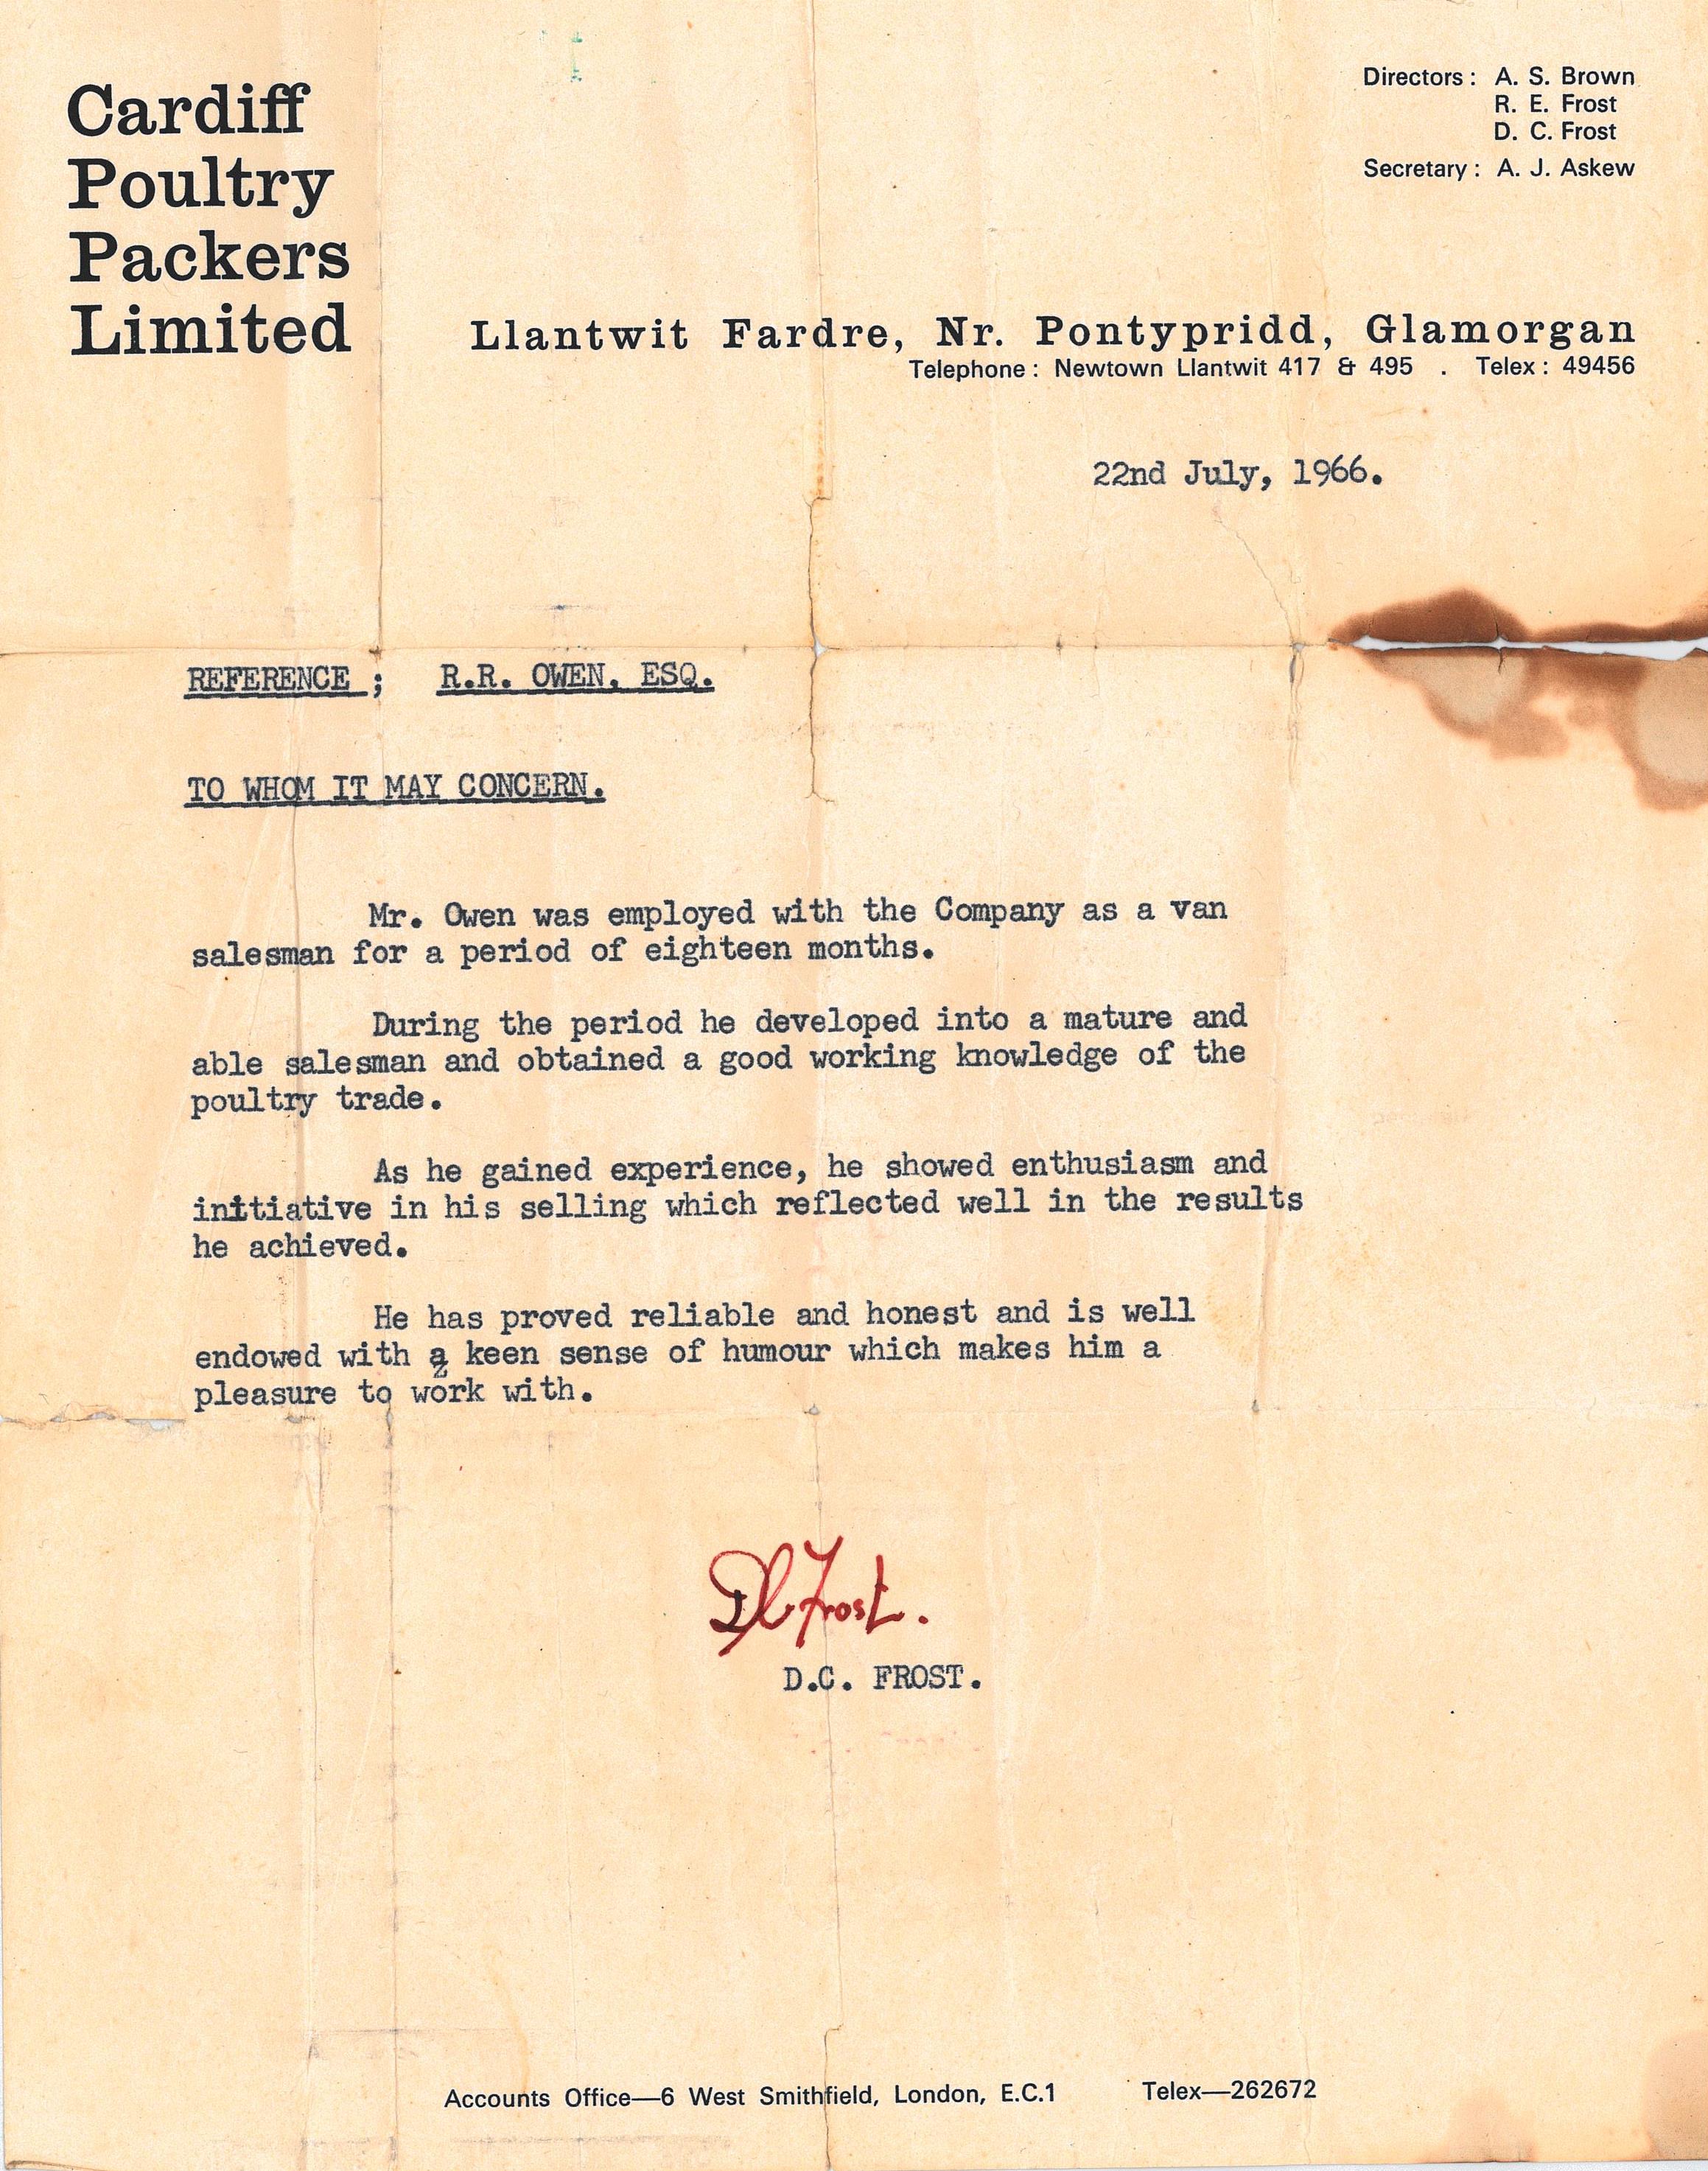 Cardiff
Poultry
Packers
Limited
Directors : A. S. Brown
R. E. Frost
D. C. Frost
Secretary : A. J. Askew
Llantwit Fardre, Nr. Pontypridd, Glamorgan
Telephone : Newtown Llantwit 417 & 495 . Telex : 49456
22nd July, 1966.
REFERENCE ; R.R. OWEN, ESQ.
TO WHOM IT MAY CONCERN.
Mr. Owen was employed with the Company as a van
salesman for a period of eighteen months.
During the period he developed into a mature and
able salesman and obtained a good working knowledge of the
poultry trade.
As he gained experience, he showed enthusiasm and
initiative in his selling which reflected well in the results
he achieved.
He has proved reliable and honest and is well
endowed with a keen sense of humour which makes him a
pleasure to work with.
DC Frost.
D.C. FROST.
Accounts Office—6 West Smithfield, London, E.C.1 Telex—262672